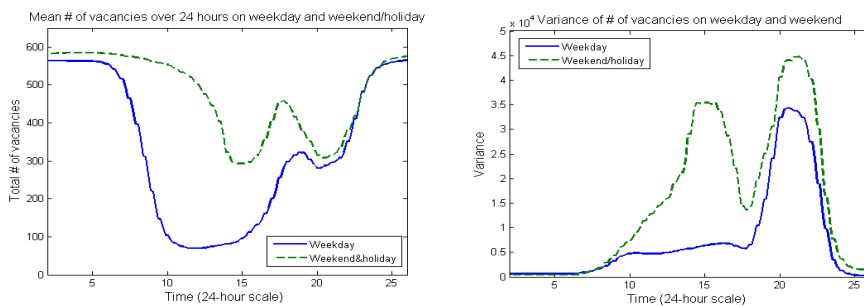 Mean # of vacancies over 24 hours on weekday and weekend/holiday
600
500
400
300
200
100
0
Total # of vacancies
5
10
15
20
25
Time (24-hour scale)
Weekday
Weekend&holiday
x 10^4 Variance of # of vacancies on weekday and weekend
5
4.5
4
3.5
3
2.5
2
1.5
1
0.5
0
Variance
5
10
15
20
25
Time (24-hour scale)
Weekday
Weekend/holiday